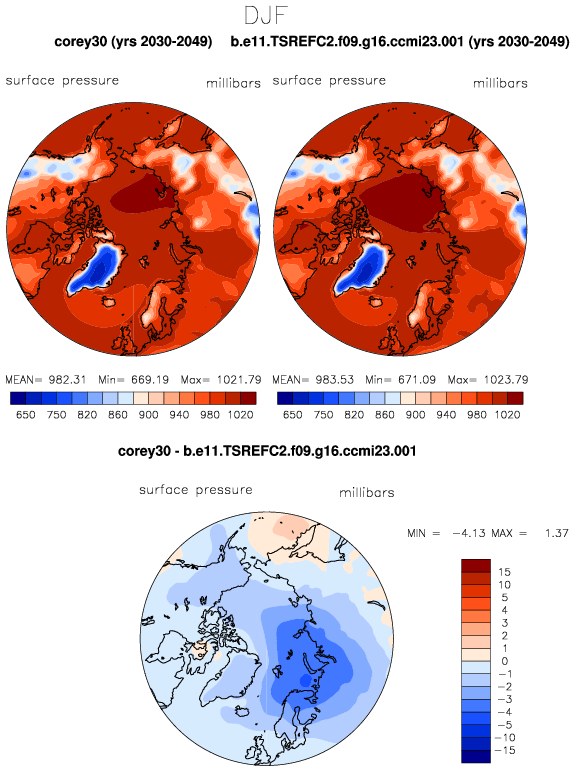 DJF
corey30 (yrs 2030-2049) b.e11.TSREFC2.f09.g16.ccmi23.001 (yrs 2030-2049)
surface pressure millibars surface pressure millibars
MEAN= 982.31 Min= 669.19 Max= 1021.79 MEAN= 983.53 Min= 671.09 Max= 1023.79
650 750 820 860 900 940 980 1020 650 750 820 860 900 940 980 1020
corey30 - b.e11.TSREFC2.f09.g16.ccmi23.001
surface pressure millibars
MIN = -4.13 MAX = 1.37
15
10
5
4
3
2
1
0
-1
-2
-3
-4
-5
-10
-15